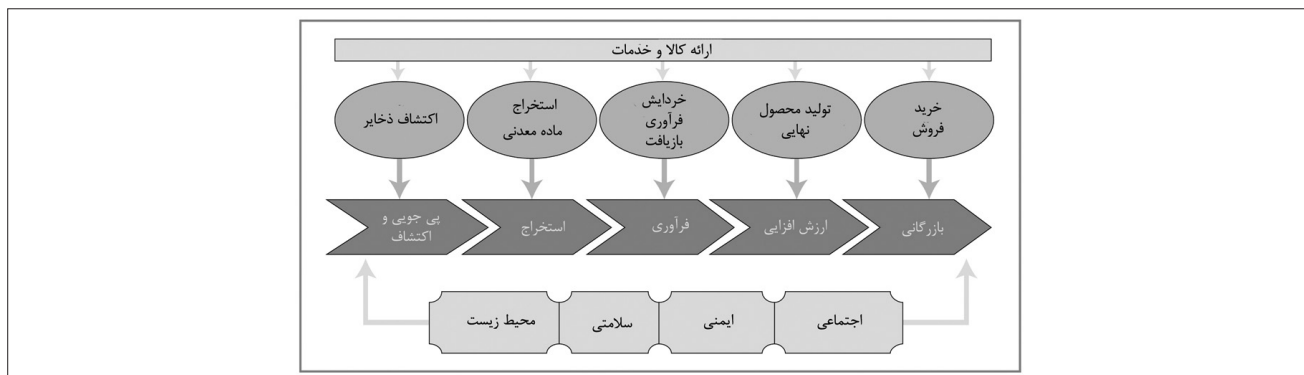 ارائه کالا و خدمات
اکتشاف ذخایر
استخراج
ماده معدنی
خردایش
فرآوری
بازیافت
تولید محصول
نهایی
خرید
فروش
پی جویی و
اکتشاف
استخراج
فرآوری
ارزش افزایی
بازرگانی
محیط زیست
سلامتی
ایمنی
اجتماعی